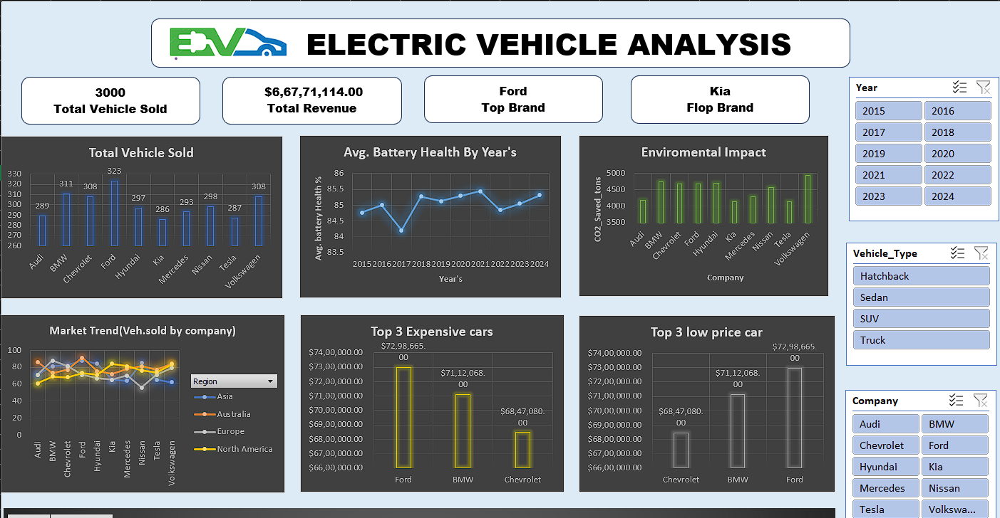 EV
ELECTRIC VEHICLE ANALYSIS
3000
Total Vehicle Sold
$6,67,71,114.00
Total Revenue
Ford
Top Brand
Kia
Flop Brand
Year
2015
2016
2017
2018
2019
2020
2021
2022
2023
2024
Total Vehicle Sold
330
320
310
300
290
280
270
260
289
311
308
323
297
286
293
298
287
308
Audi
BMW
Chevrolet
Ford
Hyundai
Kia
Mercedes
Nissan
Tesla
Volkswagen
Avg. Battery Health By Year's
Avg. battery Health %
86
85.5
85
84.5
84
83.5
2015 2016 2017 2018 2019 2020 2021 2022 2023 2024
Year's
Enviromental Impact
CO2_Saved_tons
5000
4500
4000
3500
Audi
BMW
Chevrolet
Ford
Hyundai
Kia
Mercedes
Nissan
Tesla
Volkswagen
Company
Vehicle_Type
Hatchback
Sedan
SUV
Truck
Market Trend(Veh.sold by company)
100
80
60
40
20
0
Audi
BMW
Chevrolet
Ford
Hyundai
Kia
Mercedes
Nissan
Tesla
Volkswagen
Region
Asia
Australia
Europe
North America
Top 3 Expensive cars
$74,00,000.00
$73,00,000.00
$72,00,000.00
$71,00,000.00
$70,00,000.00
$69,00,000.00
$68,00,000.00
$67,00,000.00
$66,00,000.00
$72,98,665.
00
$71,12,068.
00
$68,47,080.
00
Ford
BMW
Chevrolet
Top 3 low price car
$74,00,000.00
$73,00,000.00
$72,00,000.00
$71,00,000.00
$70,00,000.00
$69,00,000.00
$68,00,000.00
$67,00,000.00
$66,00,000.00
$68,47,080.
00
$71,12,068.
00
$72,98,665.
00
Chevrolet
BMW
Ford
Company
Audi
BMW
Chevrolet
Ford
Hyundai
Kia
Mercedes
Nissan
Tesla
Volkswa...